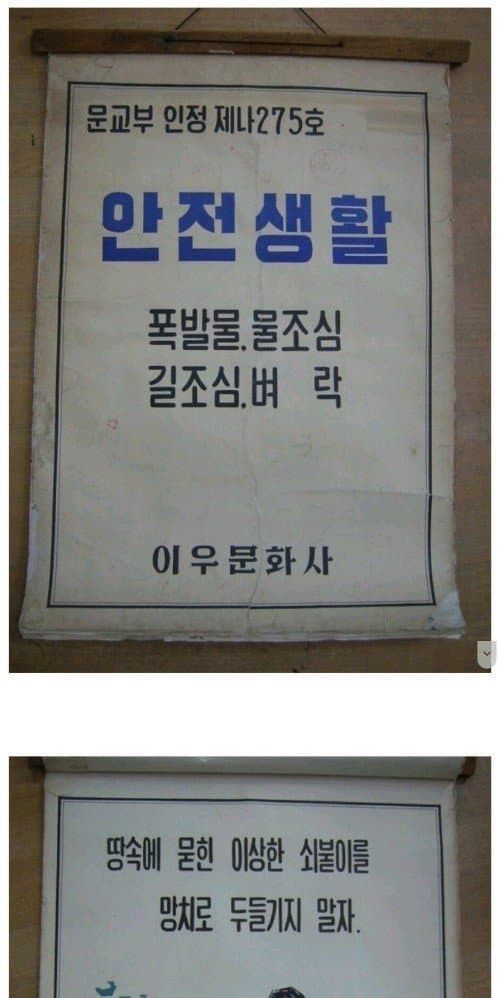 문교부 인정 제나275호
안전생활
폭발물.물조심
길조심.벼 락
이우문화사
땅속에 묻힌 이상한 쇠붙이를
망치로 두들기지 말자.